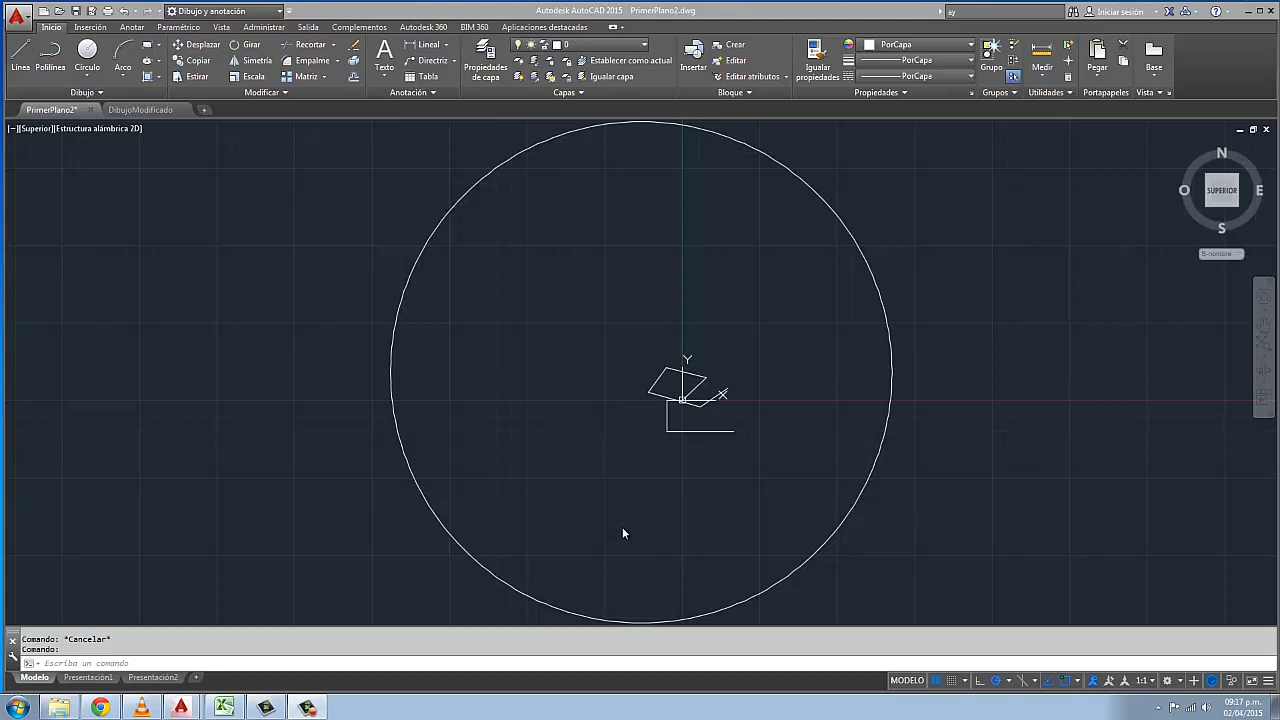 Dibujo y anotación
Autodesk AutoCAD 2015 PrimerPlano2.dwg
ay
Iniciar sesión
Inicio Inserción Anotar Paramétrico Vista Administrar Salida Complementos Autodesk 360 BIM 360 Aplicaciones destacadas
Línea Polilínea Círculo Arco
Desplazar Girar Recortar
Copiar Simetría Empalme
Estirar Escala Matriz
Texto
Lineal
Directriz
Tabla
Propiedades de capa
0
Establecer como actual
Igualar capa
Insertar
Crear
Editar
Editar atributos
Igualar propiedades
PorCapa
PorCapa
PorCapa
Grupo
Medir
Pegar
Base
Dibujo Modificar Anotación Capas Bloque Propiedades Grupos Utilidades Portapapeles Vista
PrimerPlano2* DibujoModificado
[−][Superior][Estructura alámbrica 2D]
N
O SUPERIOR E
S
S-nombre
Y
X
Comando: *Cancelar*
Comando:
Escriba un comando
Modelo Presentación1 Presentación2 +
MODELO 1:1
09:17 p.m.
02/04/2015